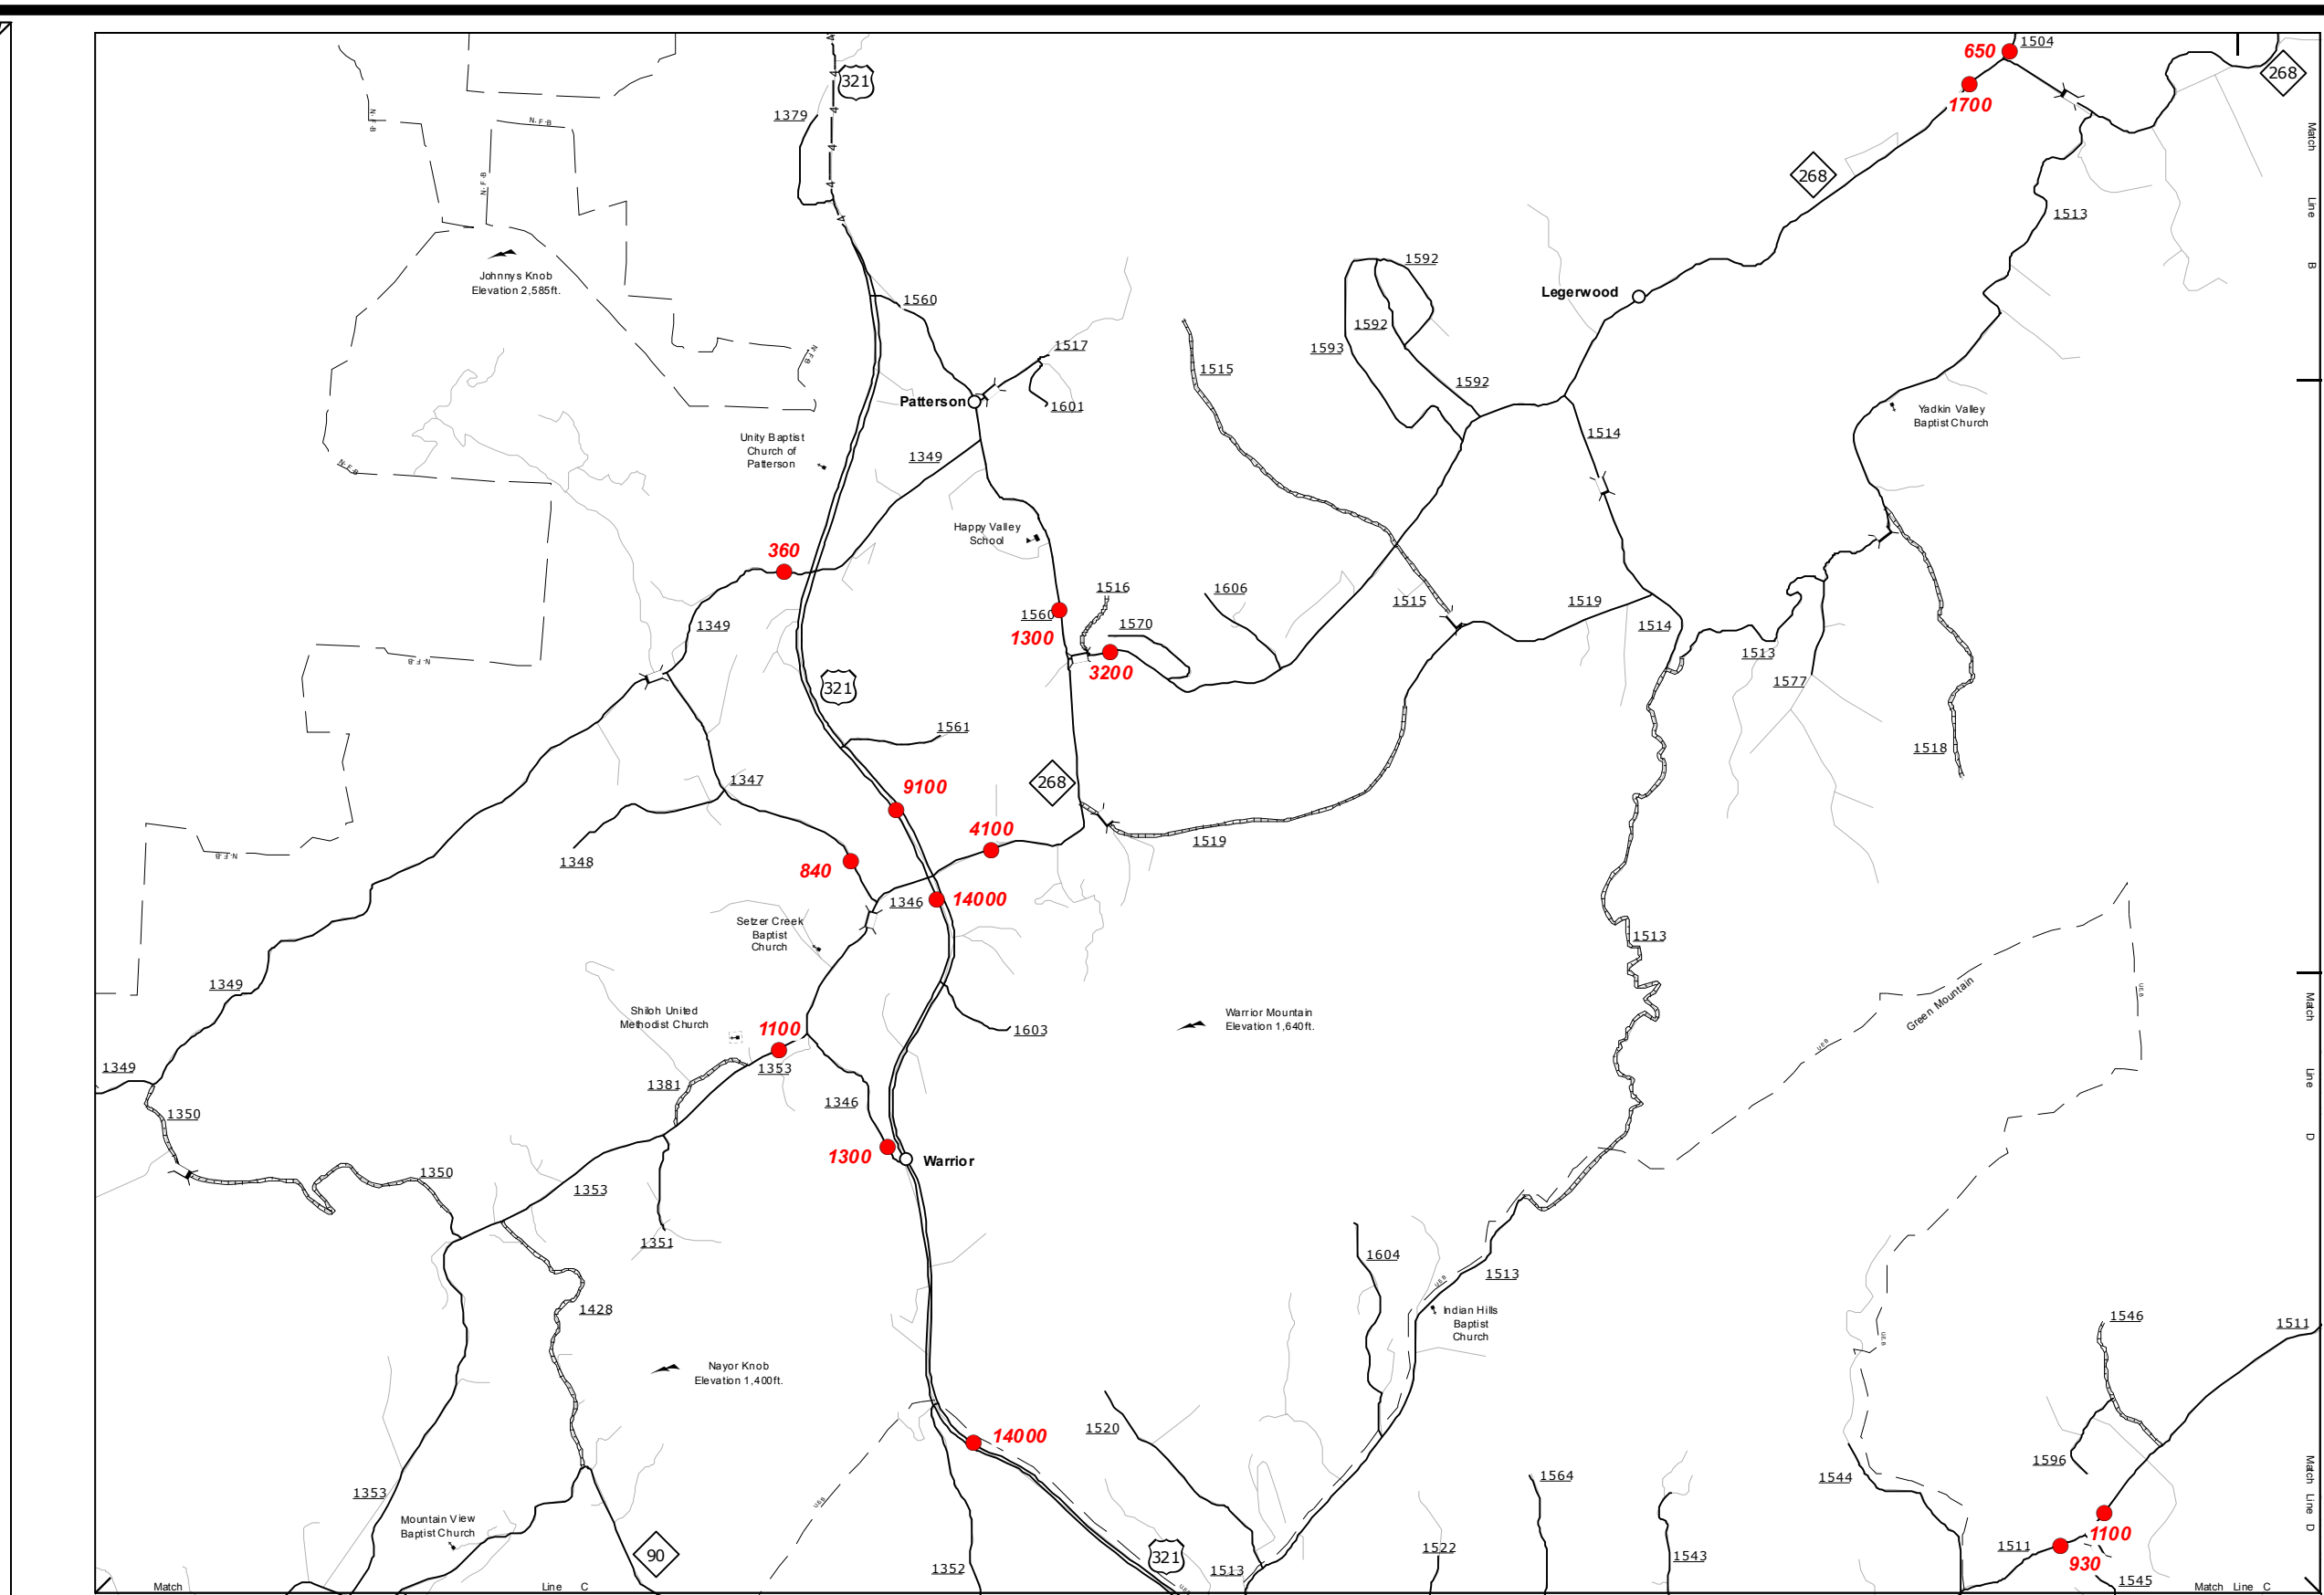 650
1504
268
321
1700
1379
N.F.B
N.F.B
Match
Line
B
268
N.F.B
1513
Johnnys Knob
Elevation 2,585ft.
1592
1560
Legerwood
1592
1593
1517
N.F.B
1515
1592
Patterson
1601
Yadkin Valley
Baptist Church
Unity Baptist
Church of
Patterson
1514
1349
N.F.B
Happy Valley
School
360
1516
1606
1515
1519
1560
1300
1570
1349
1514
N.F.B
1513
3200
1577
321
1561
1518
268
1347
9100
4100
1519
1348
840
N.F.B
1346
14000
Setzer Creek
Baptist
Church
1513
1349
Green Mountain
U.E.B
Match
Line
D
Shiloh United
Methodist Church
1100
Warrior Mountain
Elevation 1,640ft.
1603
U.E.B
1349
1353
1381
1350
1346
1300
Warrior
1350
1353
1351
1604
1513
U.E.B
1428
Indian Hills
Baptist
Church
1546
1511
U.E.B
Nayor Knob
Elevation 1,400ft.
1520
14000
1596
1353
1564
1544
Match Line D
U.E.B
Mountain View
Baptist Church
1100
90
321
1522
1543
1511
930
1352
1513
1545
Match
Line C
U.E.B
Match Line C